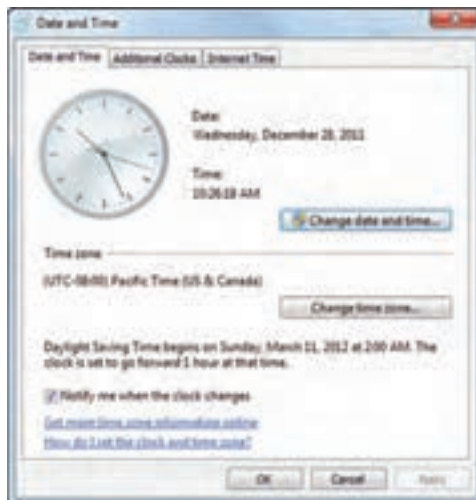 Date and Time
Date and Time Additional Clocks Internet Time
Date:
Wednesday, December 28, 2011
Time:
10:26:18 AM
Change date and time...
Time zone
(UTC-08:00) Pacific Time (US & Canada)
Change time zone...
Daylight Saving Time begins on Sunday, March 11, 2012 at 2:00 AM. The
clock is set to go forward 1 hour at that time.
Notify me when the clock changes
Get more time zone information online
How do I set the clock and time zone?
OK Cancel Apply